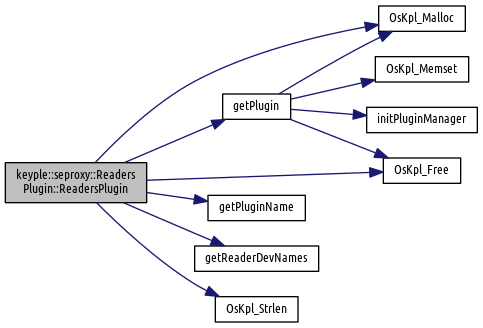 OsKpl_Malloc
OsKpl_Memset
getPlugin
initPluginManager
OsKpl_Free
keyple::seproxy::Readers
Plugin::ReadersPlugin
getPluginName
getReaderDevNames
OsKpl_Strlen